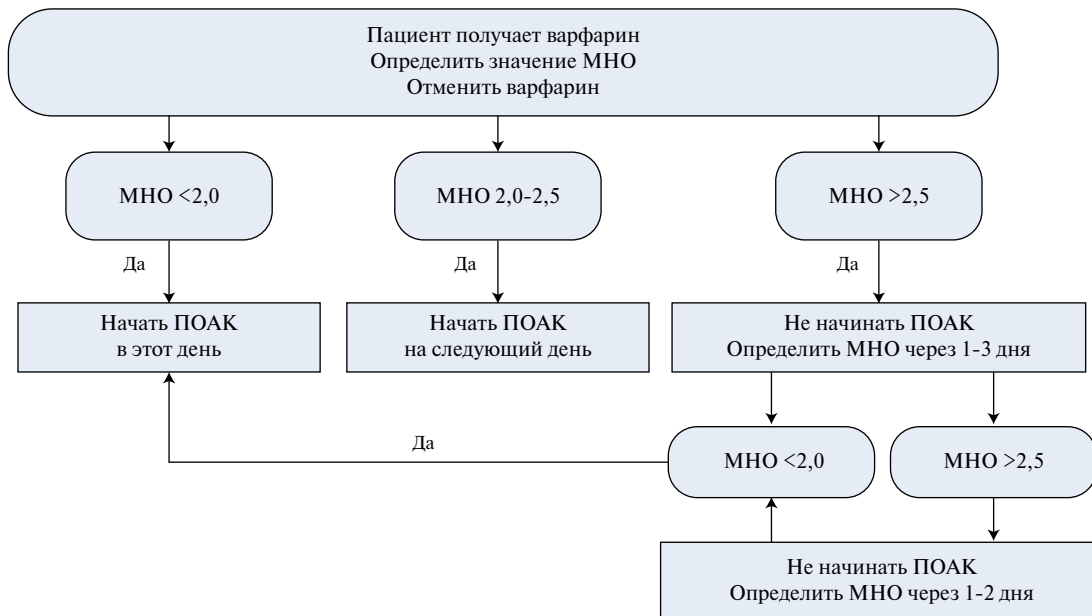 Пациент получает варфарин
Определить значение МНО
Отменить варфарин
МНО <2,0
МНО 2,0-2,5
МНО >2,5
Да
Да
Да
Начать ПОАК
в этот день
Начать ПОАК
на следующий день
Не начинать ПОАК
Определить МНО через 1-3 дня
Да
МНО <2,0
МНО >2,5
Не начинать ПОАК
Определить МНО через 1-2 дня